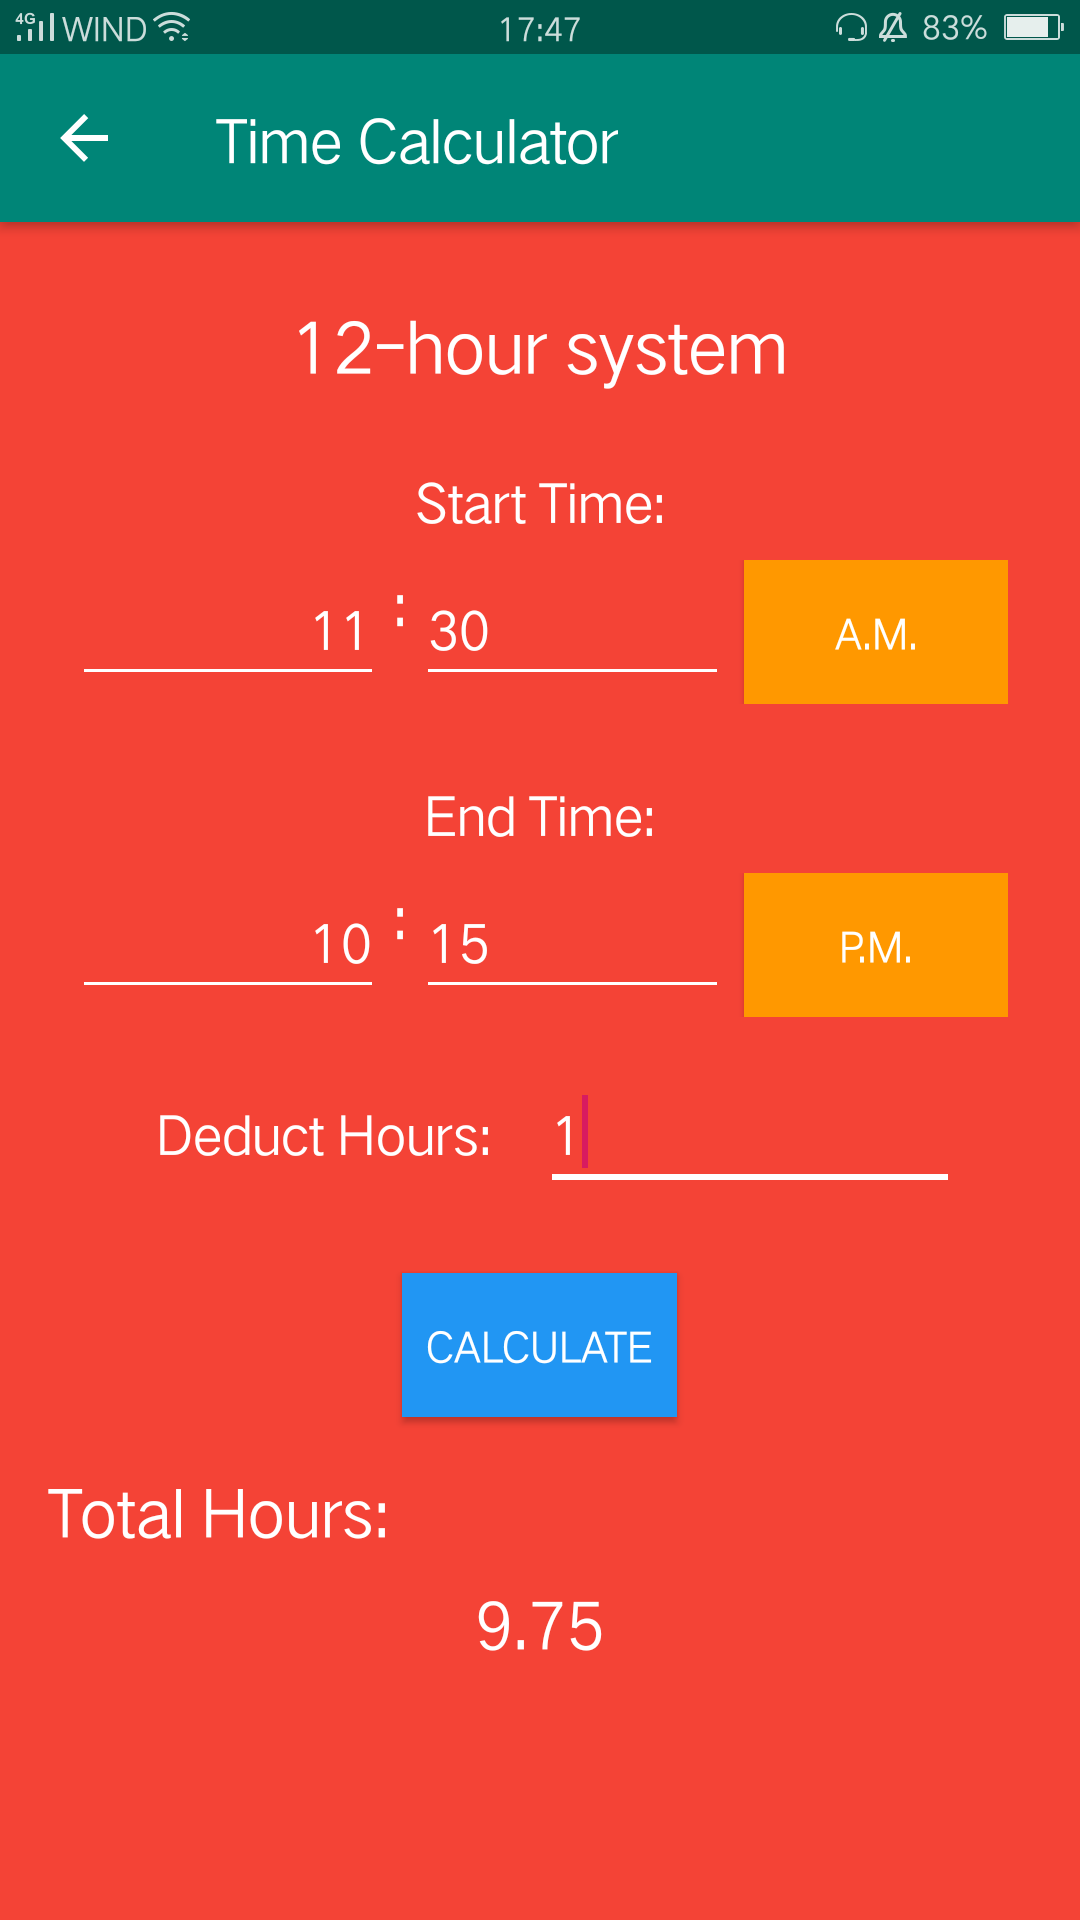 4G WIND 17:47 83%
Time Calculator
12-hour system
Start Time:
11 : 30 A.M.
End Time:
10 : 15 P.M.
Deduct Hours: 1
CALCULATE
Total Hours:
9.75